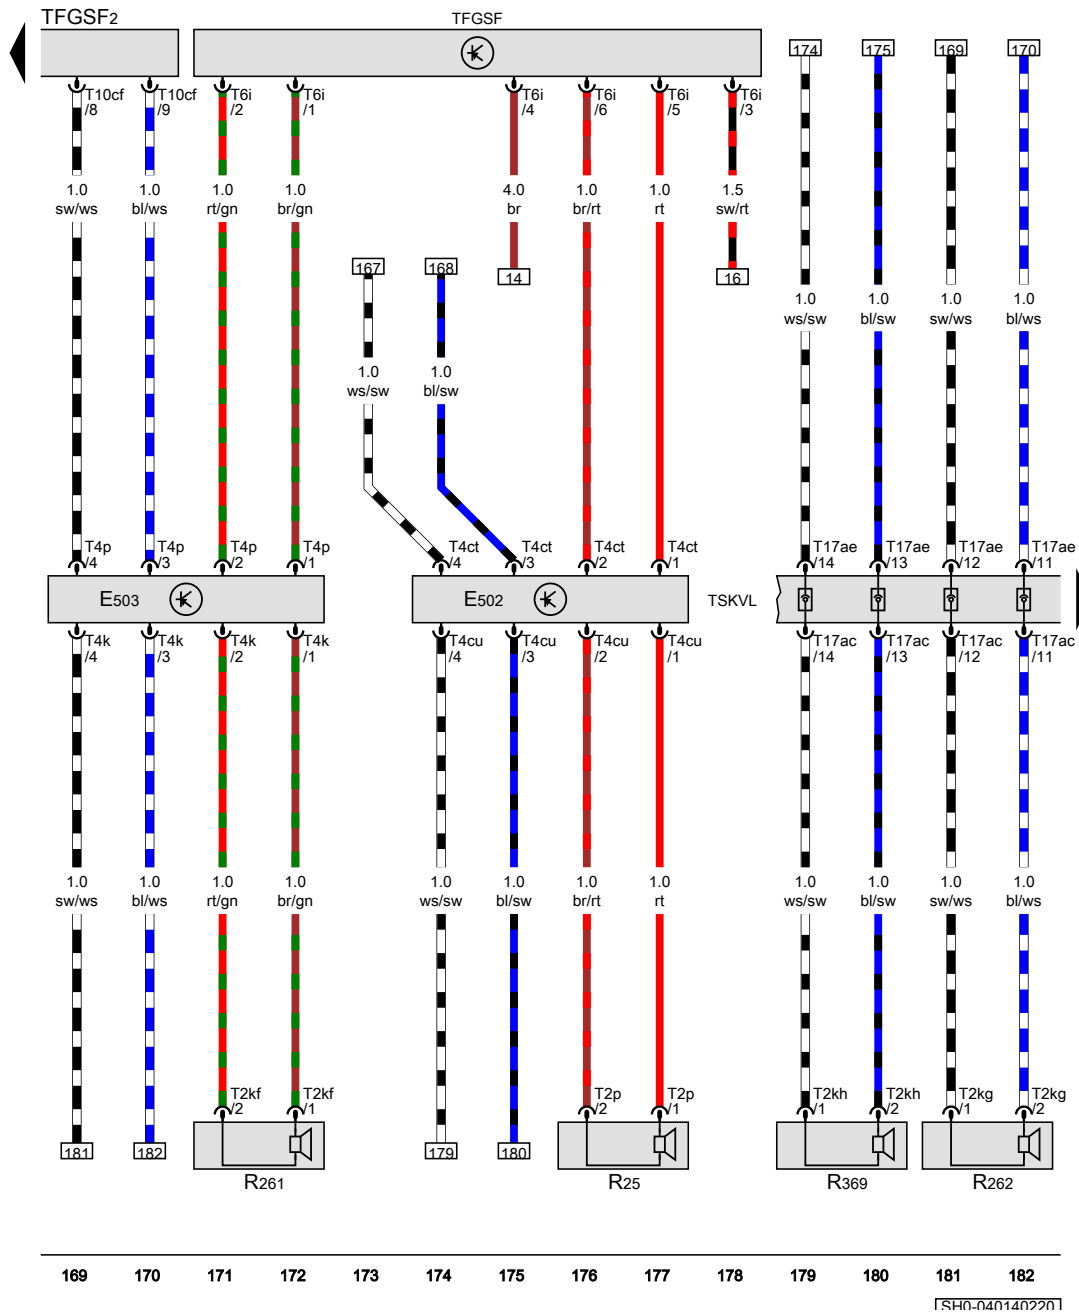 TFGSF2 TFGSF
174 175 169 170
T10cf T10cf T6i T6i T6i T6i T6i T6i
/8 /9 /2 /1 /4 /6 /5 /3
1.0 1.0 1.0 1.0 4.0 1.0 1.0 1.5
sw/ws bl/ws rt/gn br/gn br br/rt rt sw/rt
167 168 14 16
1.0 1.0 1.0 1.0
ws/sw bl/sw sw/ws bl/ws
1.0 1.0
ws/sw bl/sw
T4p T4p T4p T4p T4ct T4ct T4ct T4ct T17ae T17ae T17ae T17ae
/4 /3 /2 /1 /4 /3 /2 /1 /14 /13 /12 /11
E503 E502 TSKVL
T4k T4k T4k T4k T4cu T4cu T4cu T4cu T17ac T17ac T17ac T17ac
/4 /3 /2 /1 /4 /3 /2 /1 /14 /13 /12 /11
1.0 1.0 1.0 1.0 1.0 1.0 1.0 1.0 1.0 1.0 1.0 1.0
sw/ws bl/ws rt/gn br/gn ws/sw bl/sw br/rt rt ws/sw bl/sw sw/ws bl/ws
T2kf T2kf T2p T2p T2kh T2kh T2kg T2kg
/2 /1 /2 /1 /1 /2 /1 /2
181 182 179 180
R261 R25 R369 R262
169 170 171 172 173 174 175 176 177 178 179 180 181 182
SH0-040140220